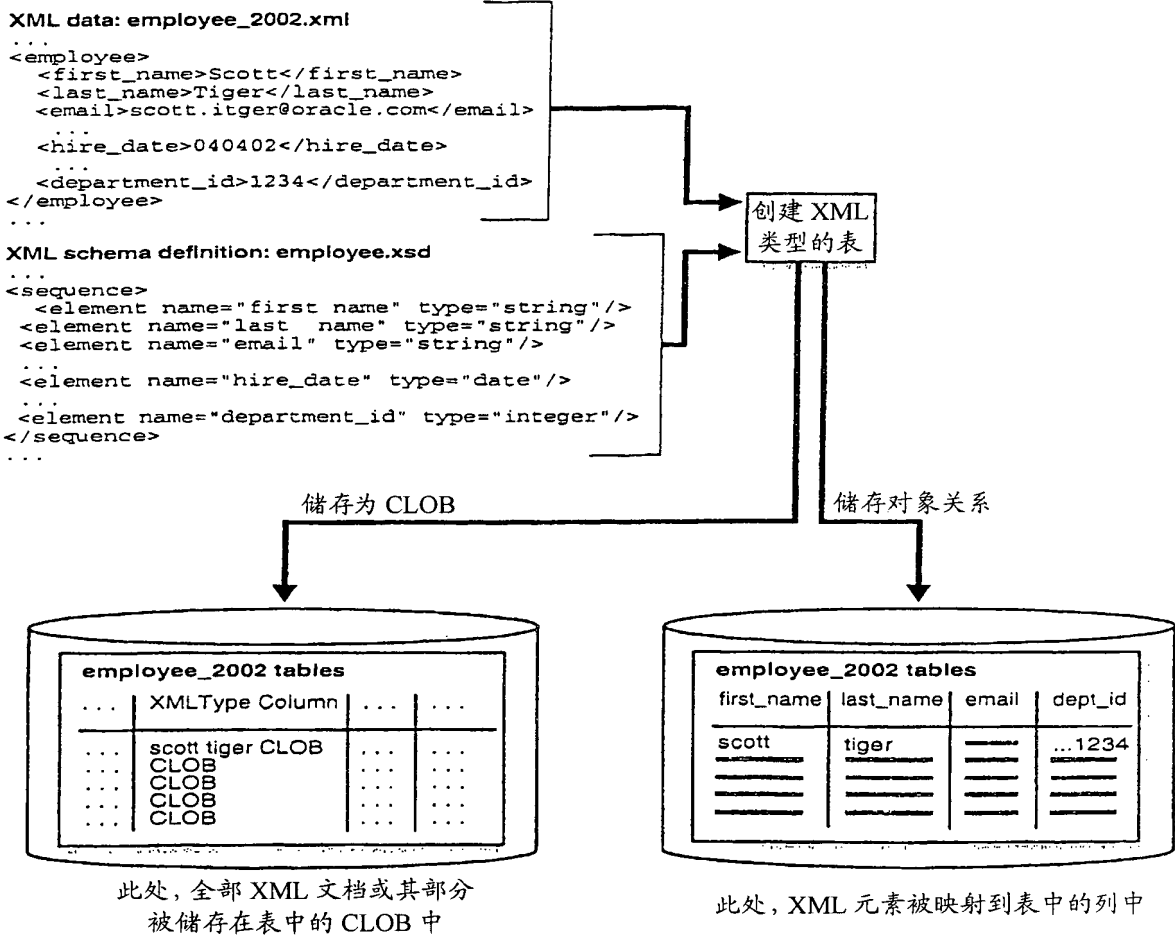 XML data: employee_2002.xml
...
<employee>
<first_name>Scott</first_name>
<last_name>Tiger</last_name>
<email>scott.itger@oracle.com</email>
...
<hire_date>040402</hire_date>
...
<department_id>1234</department_id>
</employee>
...
XML schema definition: employee.xsd
...
<sequence>
<element name="first name" type="string"/>
<element name="last name" type="string"/>
<element name="email" type="string"/>
...
<element name="hire_date" type="date"/>
...
<element name="department_id" type="integer"/>
</sequence>
...
创建 XML
类型的表
储存为 CLOB
储存对象关系
employee_2002 tables
... XMLType Column ... ...
... scott tiger CLOB ... ...
... CLOB ... ...
... CLOB ... ...
... CLOB ... ...
... CLOB ... ...
此处，全部 XML 文档或其部分
被储存在表中的 CLOB 中
employee_2002 tables
first_name last_name email dept_id
scott tiger ...1234
此处，XML 元素被映射到表中的列中